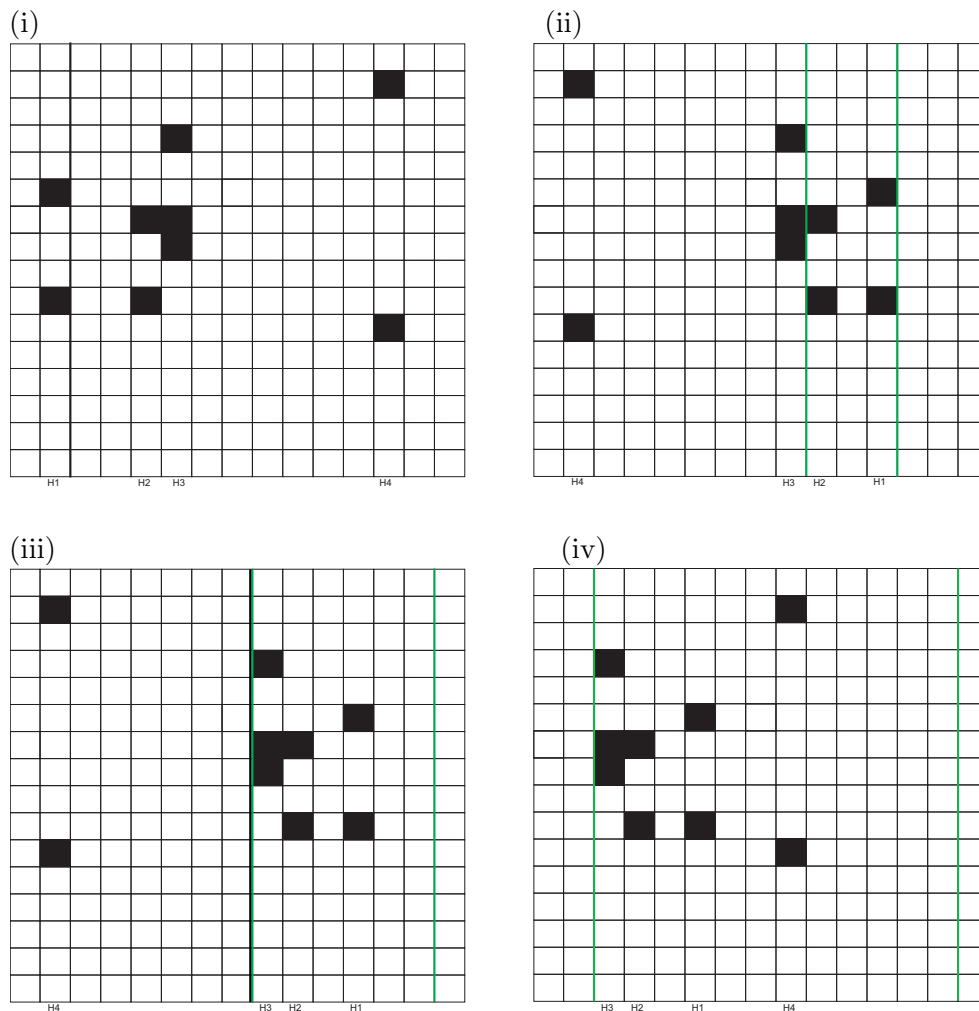 (i) (ii)
H1 H2 H3 H4 H4 H3 H2 H1
(iii) (iv)
H4 H3 H2 H1 H3 H2 H1 H4